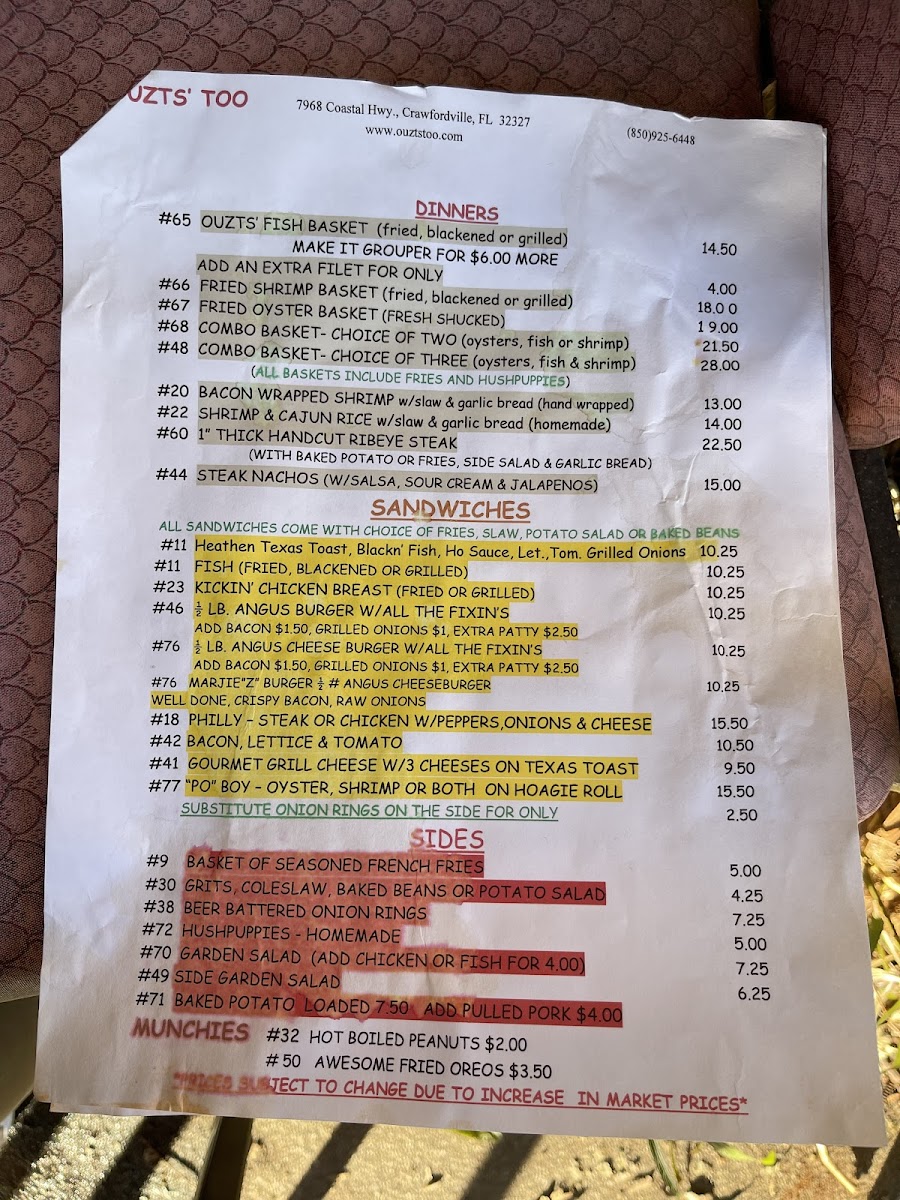 UZTS' TOO
7968 Coastal Hwy., Crawfordville, FL 32327
www.ouztstoo.com
(850)925-6448
DINNERS
#65 OUZTS' FISH BASKET (fried, blackened or grilled) 14.50
MAKE IT GROUPER FOR $6.00 MORE
ADD AN EXTRA FILET FOR ONLY 4.00
#66 FRIED SHRIMP BASKET (fried, blackened or grilled) 18.0 0
#67 FRIED OYSTER BASKET (FRESH SHUCKED) 1 9.00
#68 COMBO BASKET- CHOICE OF TWO (oysters, fish or shrimp) 21.50
#48 COMBO BASKET- CHOICE OF THREE (oysters, fish & shrimp) 28.00
(ALL BASKETS INCLUDE FRIES AND HUSHPUPPIES)
#20 BACON WRAPPED SHRIMP w/slaw & garlic bread (hand wrapped) 13.00
#22 SHRIMP & CAJUN RICE w/slaw & garlic bread (homemade) 14.00
#60 1" THICK HANDCUT RIBEYE STEAK 22.50
(WITH BAKED POTATO OR FRIES, SIDE SALAD & GARLIC BREAD)
#44 STEAK NACHOS (W/SALSA, SOUR CREAM & JALAPENOS) 15.00
SANDWICHES
ALL SANDWICHES COME WITH CHOICE OF FRIES, SLAW, POTATO SALAD OR BAKED BEANS
#11 Heathen Texas Toast, Blackn' Fish, Ho Sauce, Let.,Tom. Grilled Onions 10.25
#11 FISH (FRIED, BLACKENED OR GRILLED) 10.25
#23 KICKIN' CHICKEN BREAST (FRIED OR GRILLED) 10.25
#46 ½ LB. ANGUS BURGER W/ALL THE FIXIN'S 10.25
ADD BACON $1.50, GRILLED ONIONS $1, EXTRA PATTY $2.50
#76 ½ LB. ANGUS CHEESE BURGER W/ALL THE FIXIN'S 10.25
ADD BACON $1.50, GRILLED ONIONS $1, EXTRA PATTY $2.50
#76 MARJIE"Z" BURGER ½ # ANGUS CHEESEBURGER 10.25
WELL DONE, CRISPY BACON, RAW ONIONS
#18 PHILLY – STEAK OR CHICKEN W/PEPPERS,ONIONS & CHEESE 15.50
#42 BACON, LETTICE & TOMATO 10.50
#41 GOURMET GRILL CHEESE W/3 CHEESES ON TEXAS TOAST 9.50
#77 "PO" BOY – OYSTER, SHRIMP OR BOTH ON HOAGIE ROLL 15.50
SUBSTITUTE ONION RINGS ON THE SIDE FOR ONLY 2.50
SIDES
#9 BASKET OF SEASONED FRENCH FRIES 5.00
#30 GRITS, COLESLAW, BAKED BEANS OR POTATO SALAD 4.25
#38 BEER BATTERED ONION RINGS 7.25
#72 HUSHPUPPIES - HOMEMADE 5.00
#70 GARDEN SALAD (ADD CHICKEN OR FISH FOR 4.00) 7.25
#49 SIDE GARDEN SALAD 6.25
#71 BAKED POTATO LOADED 7.50 ADD PULLED PORK $4.00
MUNCHIES #32 HOT BOILED PEANUTS $2.00
#50 AWESOME FRIED OREOS $3.50
*PRICES SUBJECT TO CHANGE DUE TO INCREASE IN MARKET PRICES*